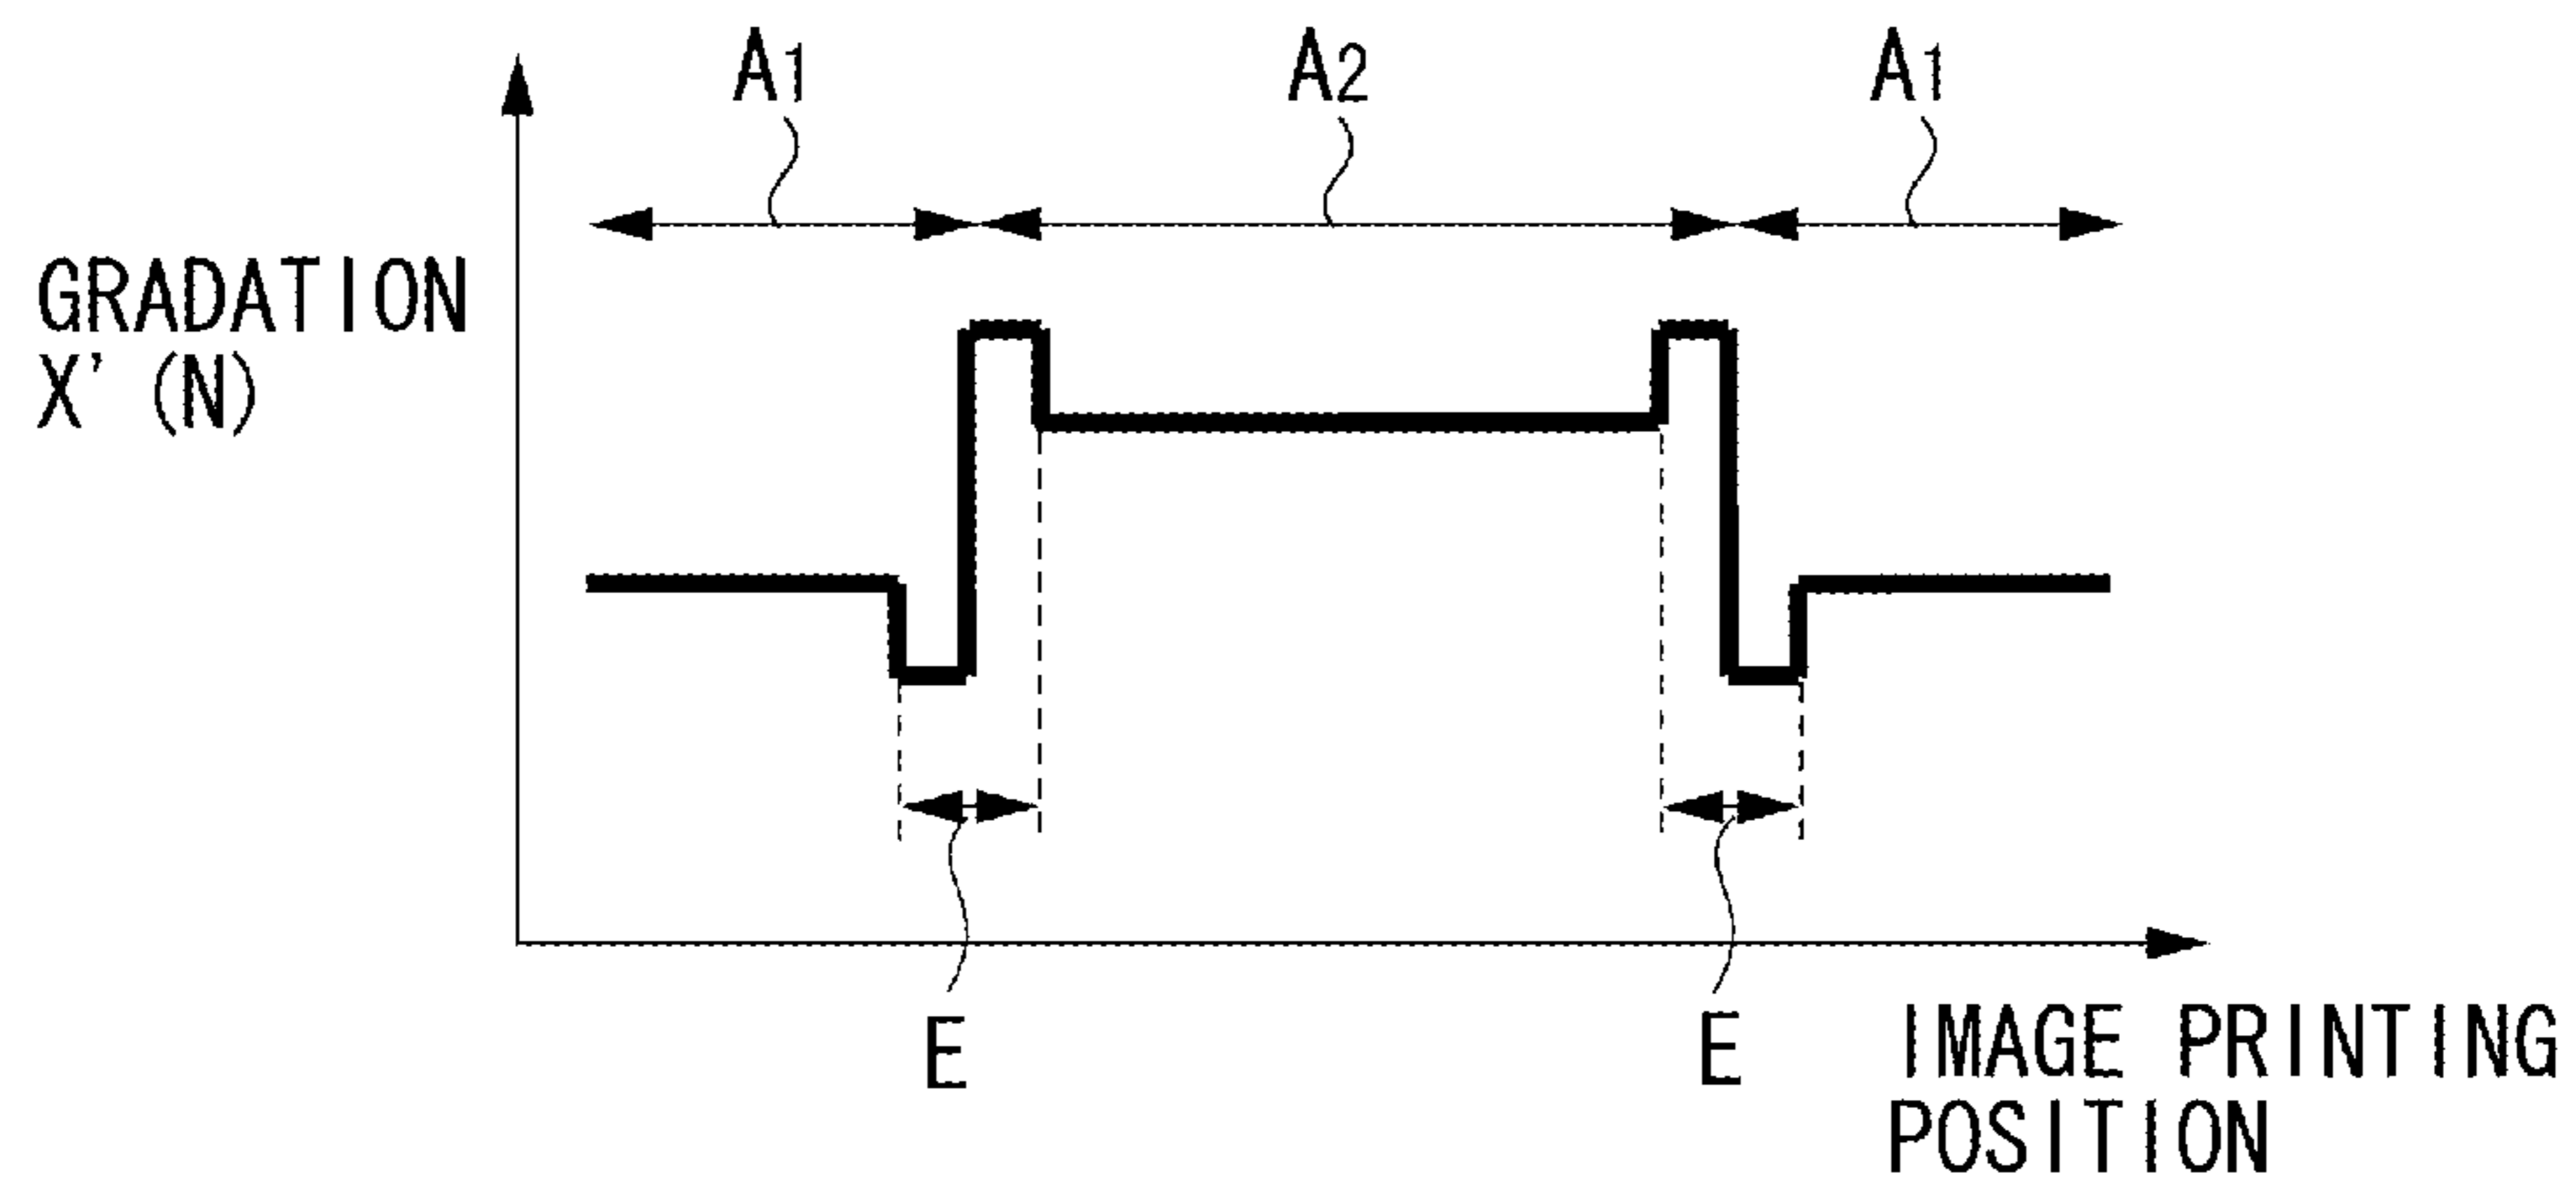 A1
A2
A1
GRADATION
X' (N)
E
E
IMAGE PRINTING
POSITION